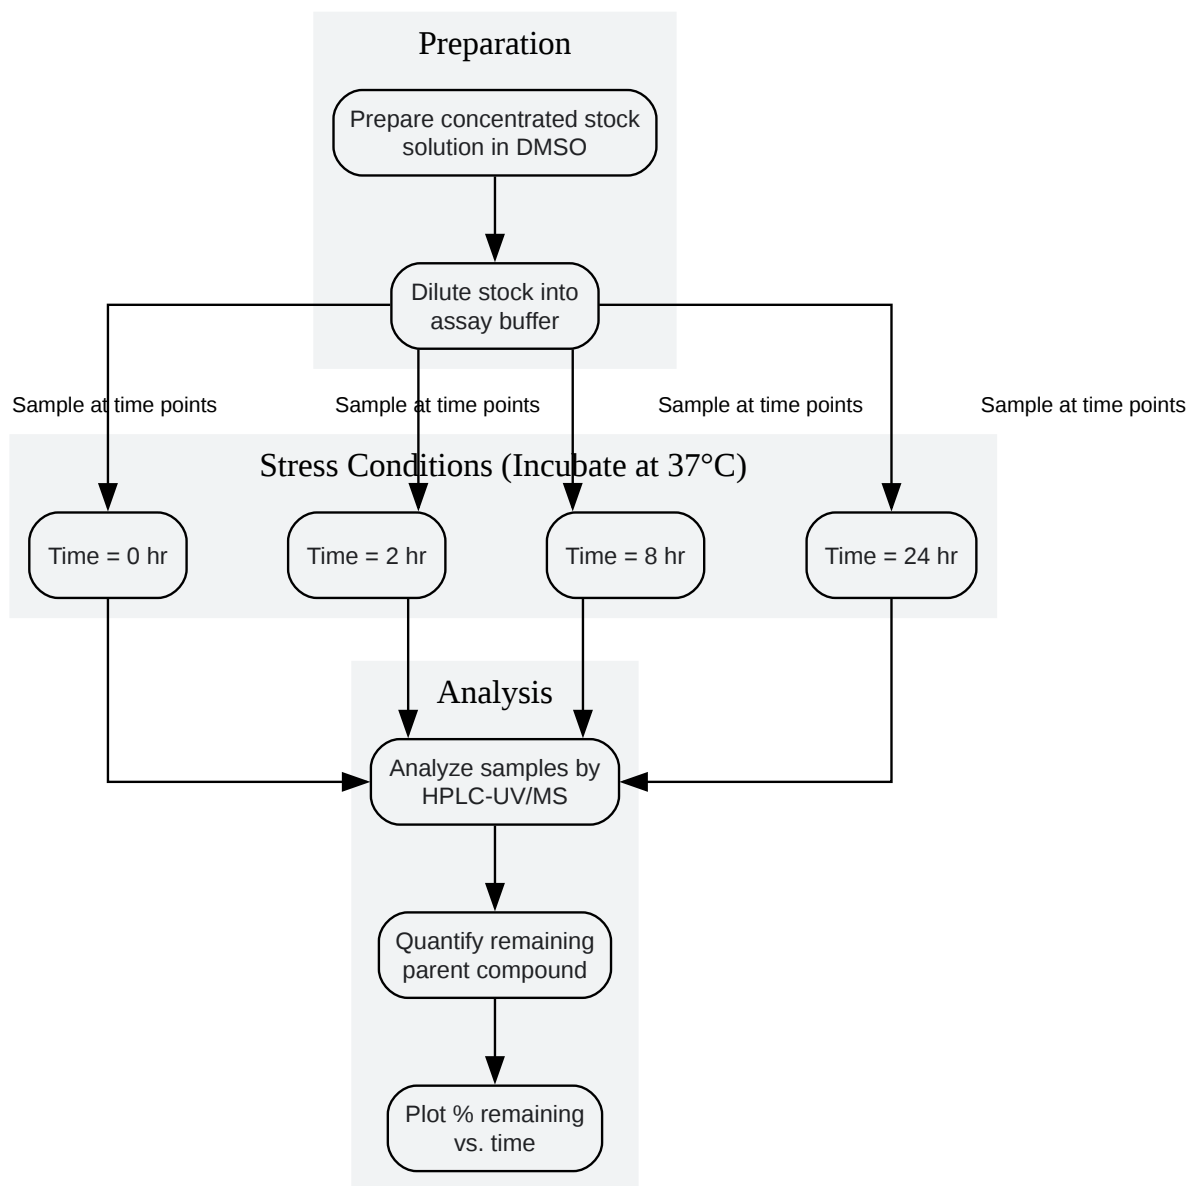 Preparation
Prepare concentrated stock
solution in DMSO
Dilute stock into
assay buffer
Sample at time points
Sample at time points
Sample at time points
Sample at time points
Stress Conditions (Incubate at 37°C)
Time = 0 hr
Time = 2 hr
Time = 8 hr
Time = 24 hr
Analysis
Analyze samples by
HPLC-UV/MS
Quantify remaining
parent compound
Plot % remaining
vs. time